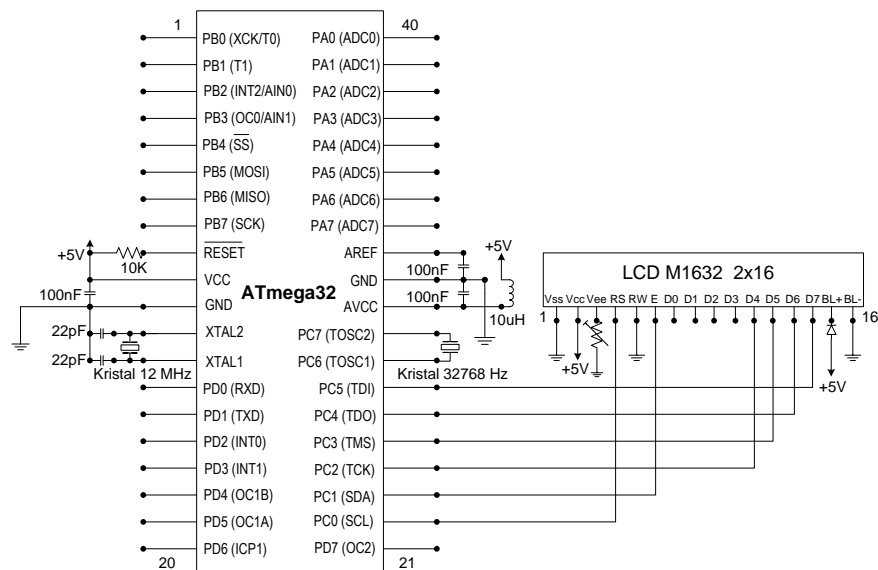 1
40
PB0 (XCK/T0)
PA0 (ADC0)
PB1 (T1)
PA1 (ADC1)
PB2 (INT2/AIN0)
PA2 (ADC2)
PB3 (OC0/AIN1)
PA3 (ADC3)
PB4 (SS)
PA4 (ADC4)
PB5 (MOSI)
PA5 (ADC5)
PB6 (MISO)
PA6 (ADC6)
PB7 (SCK)
PA7 (ADC7)
+5V
10K
RESET
AREF
+5V
VCC
100nF
GND
ATmega32
100nF
GND
100nF
AVCC
10uH
22pF
XTAL2
PC7 (TOSC2)
22pF
XTAL1
PC6 (TOSC1)
Kristal 12 MHz
Kristal 32768 Hz
PD0 (RXD)
PC5 (TDI)
PD1 (TXD)
PC4 (TDO)
PD2 (INT0)
PC3 (TMS)
PD3 (INT1)
PC2 (TCK)
PD4 (OC1B)
PC1 (SDA)
PD5 (OC1A)
PC0 (SCL)
PD6 (ICP1)
PD7 (OC2)
20
21
LCD M1632 2x16
Vss Vcc Vee RS RW E D0 D1 D2 D3 D4 D5 D6 D7 BL+ BL-
1
16
+5V
+5V